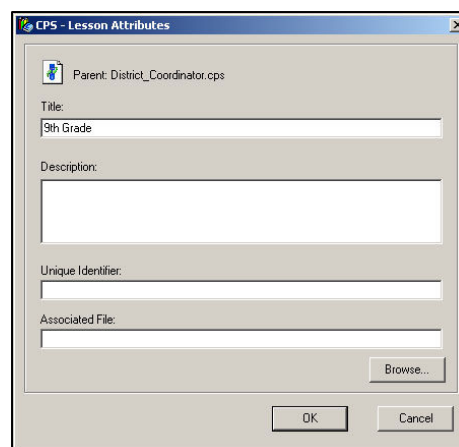 CPS - Lesson Attributes
Parent: District_Coordinator.cps
Title:
9th Grade
Description:
Unique Identifier:
Associated File:
Browse...
OK Cancel